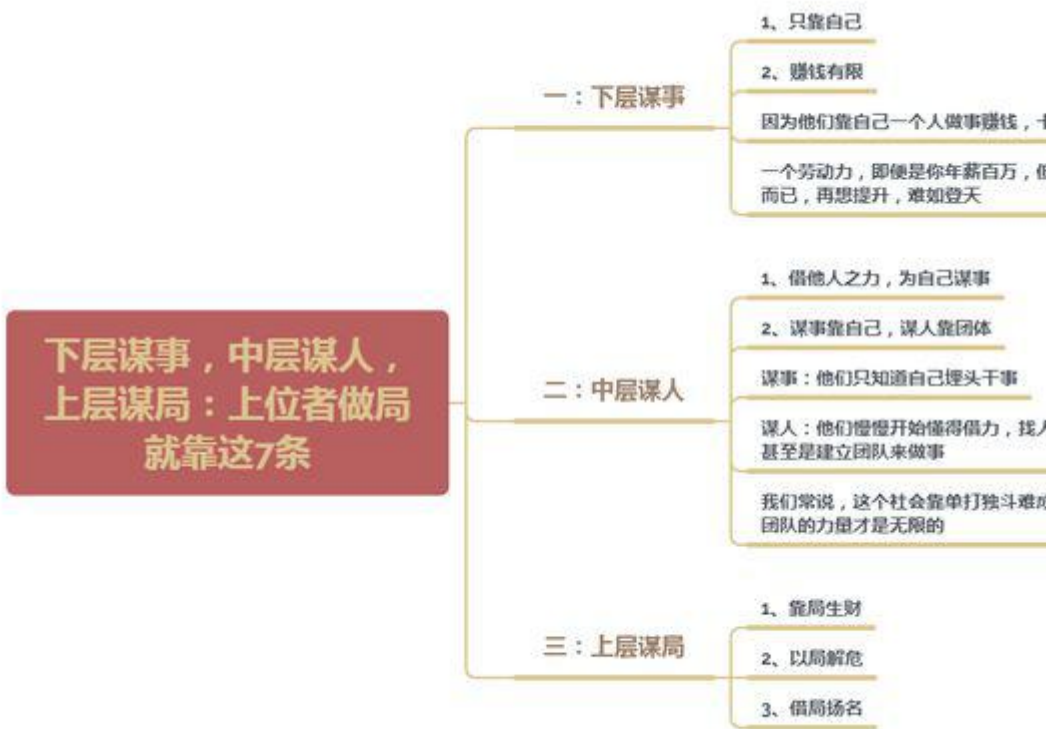 下层谋事，中层谋人，
上层谋局：上位者做局
就靠这7条
一：下层谋事
1、只靠自己
2、赚钱有限
因为他们靠自己一个人做事赚钱，
一个劳动力，即便是你年薪百万，
而已，再想提升，难如登天
二：中层谋人
1、借他人之力，为自己谋事
2、谋事靠自己，谋人靠团体
谋事：他们只知道自己埋头干事
谋人：他们慢慢开始懂得借力，找
甚至是建立团队来做事
我们常说，这个社会靠单打独斗难
团队的力量才是无限的
三：上层谋局
1、靠局生财
2、以局解危
3、借局扬名